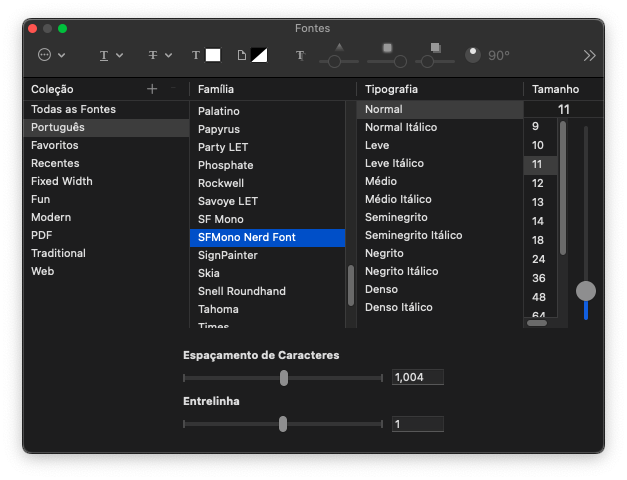 Fontes
T
T
T
T
90°
Coleção
Família
Tipografia
Tamanho
Todas as Fontes
Português
Favoritos
Recentes
Fixed Width
Fun
Modern
PDF
Traditional
Web
Palatino
Papyrus
Party LET
Phosphate
Rockwell
Savoye LET
SF Mono
SFMono Nerd Font
SignPainter
Skia
Snell Roundhand
Tahoma
Times
Normal
Normal Itálico
Leve
Leve Itálico
Médio
Médio Itálico
Seminegrito
Seminegrito Itálico
Negrito
Negrito Itálico
Denso
Denso Itálico
11
9
10
11
12
13
14
18
24
36
48
64
Espaçamento de Caracteres
1,004
Entrelinha
1